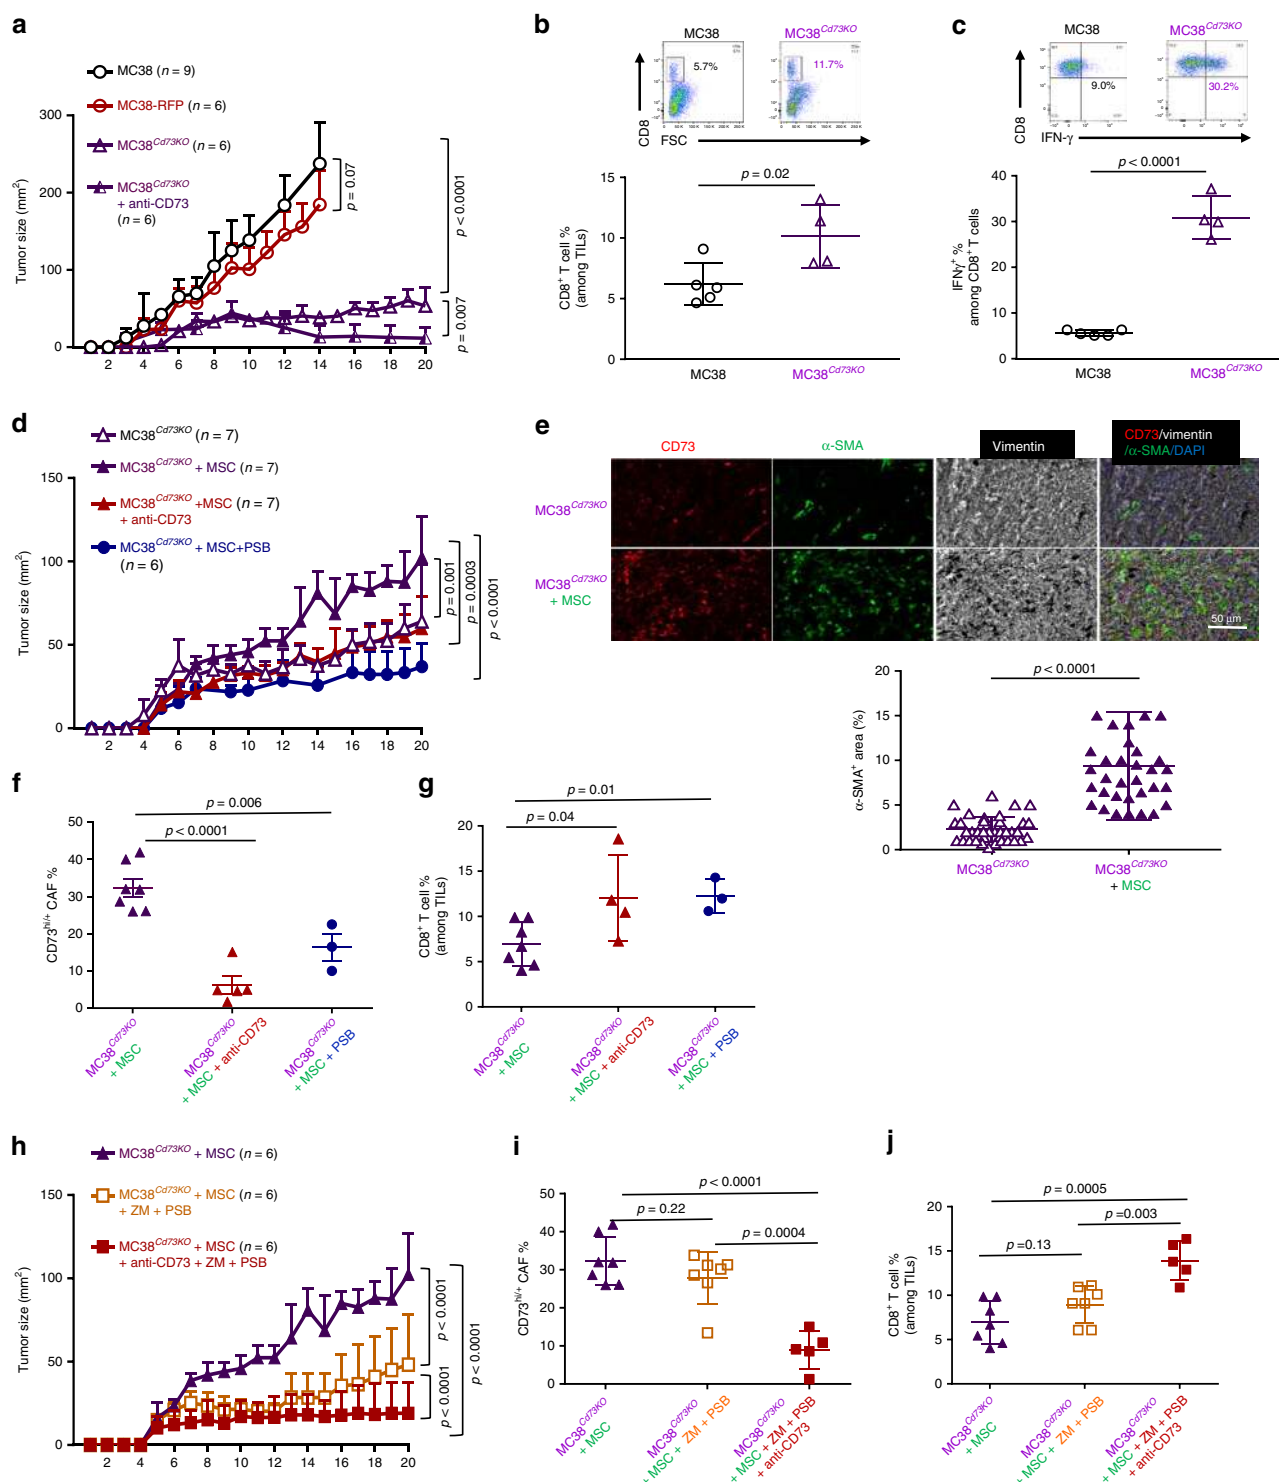 a
MC38 (n = 9)
MC38-RFP (n = 6)
MC38Cd73KO (n = 6)
MC38Cd73KO
+ anti-CD73
(n = 6)
Tumor size (mm2)
300
200
100
0
2 4 6 8 10 12 14 16 18 20
p = 0.07
p < 0.0001
p = 0.007
b
MC38
MC38Cd73KO
5.7%
11.7%
CD8
FSC
p = 0.02
CD8+ T cell %
(among TILs)
15
10
5
0
MC38
MC38Cd73KO
c
MC38
MC38Cd73KO
9.0%
30.2%
CD8
IFN-γ
p < 0.0001
IFNγ+ %
among CD8+ T cells
40
30
20
10
0
MC38
MC38Cd73KO
d
MC38Cd73KO (n = 7)
MC38Cd73KO + MSC (n = 7)
MC38Cd73KO +MSC (n = 7)
+ anti-CD73
MC38Cd73KO + MSC+PSB
(n = 6)
Tumor size (mm2)
150
100
50
0
2 4 6 8 10 12 14 16 18 20
p = 0.001
p = 0.0003
p < 0.0001
e
CD73
α-SMA
Vimentin
CD73/vimentin
/α-SMA/DAPI
MC38Cd73KO
MC38Cd73KO
+ MSC
50 μm
p < 0.0001
α-SMA+ area (%)
20
15
10
5
0
MC38Cd73KO
MC38Cd73KO
+ MSC
f
p = 0.006
p < 0.0001
CD73hi/+ CAF %
50
40
30
20
10
0
MC38Cd73KO
+ MSC
MC38Cd73KO
+ MSC + anti-CD73
MC38Cd73KO
+ MSC + PSB
g
p = 0.01
p = 0.04
CD8+ T cell %
(among TILs)
20
15
10
5
0
MC38Cd73KO
+ MSC
MC38Cd73KO
+ MSC + anti-CD73
MC38Cd73KO
+ MSC + PSB
h
MC38Cd73KO + MSC (n = 6)
MC38Cd73KO + MSC (n = 6)
+ ZM + PSB
MC38Cd73KO + MSC (n = 6)
+ anti-CD73 + ZM + PSB
Tumor size (mm2)
150
100
50
0
2 4 6 8 10 12 14 16 18 20
p < 0.0001
p < 0.0001
p < 0.0001
i
p < 0.0001
p = 0.22
p = 0.0004
CD73hi/+ CAF %
50
40
30
20
10
0
MC38Cd73KO
+ MSC
MC38Cd73KO
+ MSC + ZM + PSB
MC38Cd73KO
+ MSC + ZM + PSB
+ anti-CD73
j
p = 0.0005
p =0.003
p =0.13
CD8+ T cell %
(among TILs)
20
15
10
5
0
MC38Cd73KO
+ MSC
MC38Cd73KO
+ MSC + ZM + PSB
MC38Cd73KO
+ MSC + ZM + PSB
+ anti-CD73